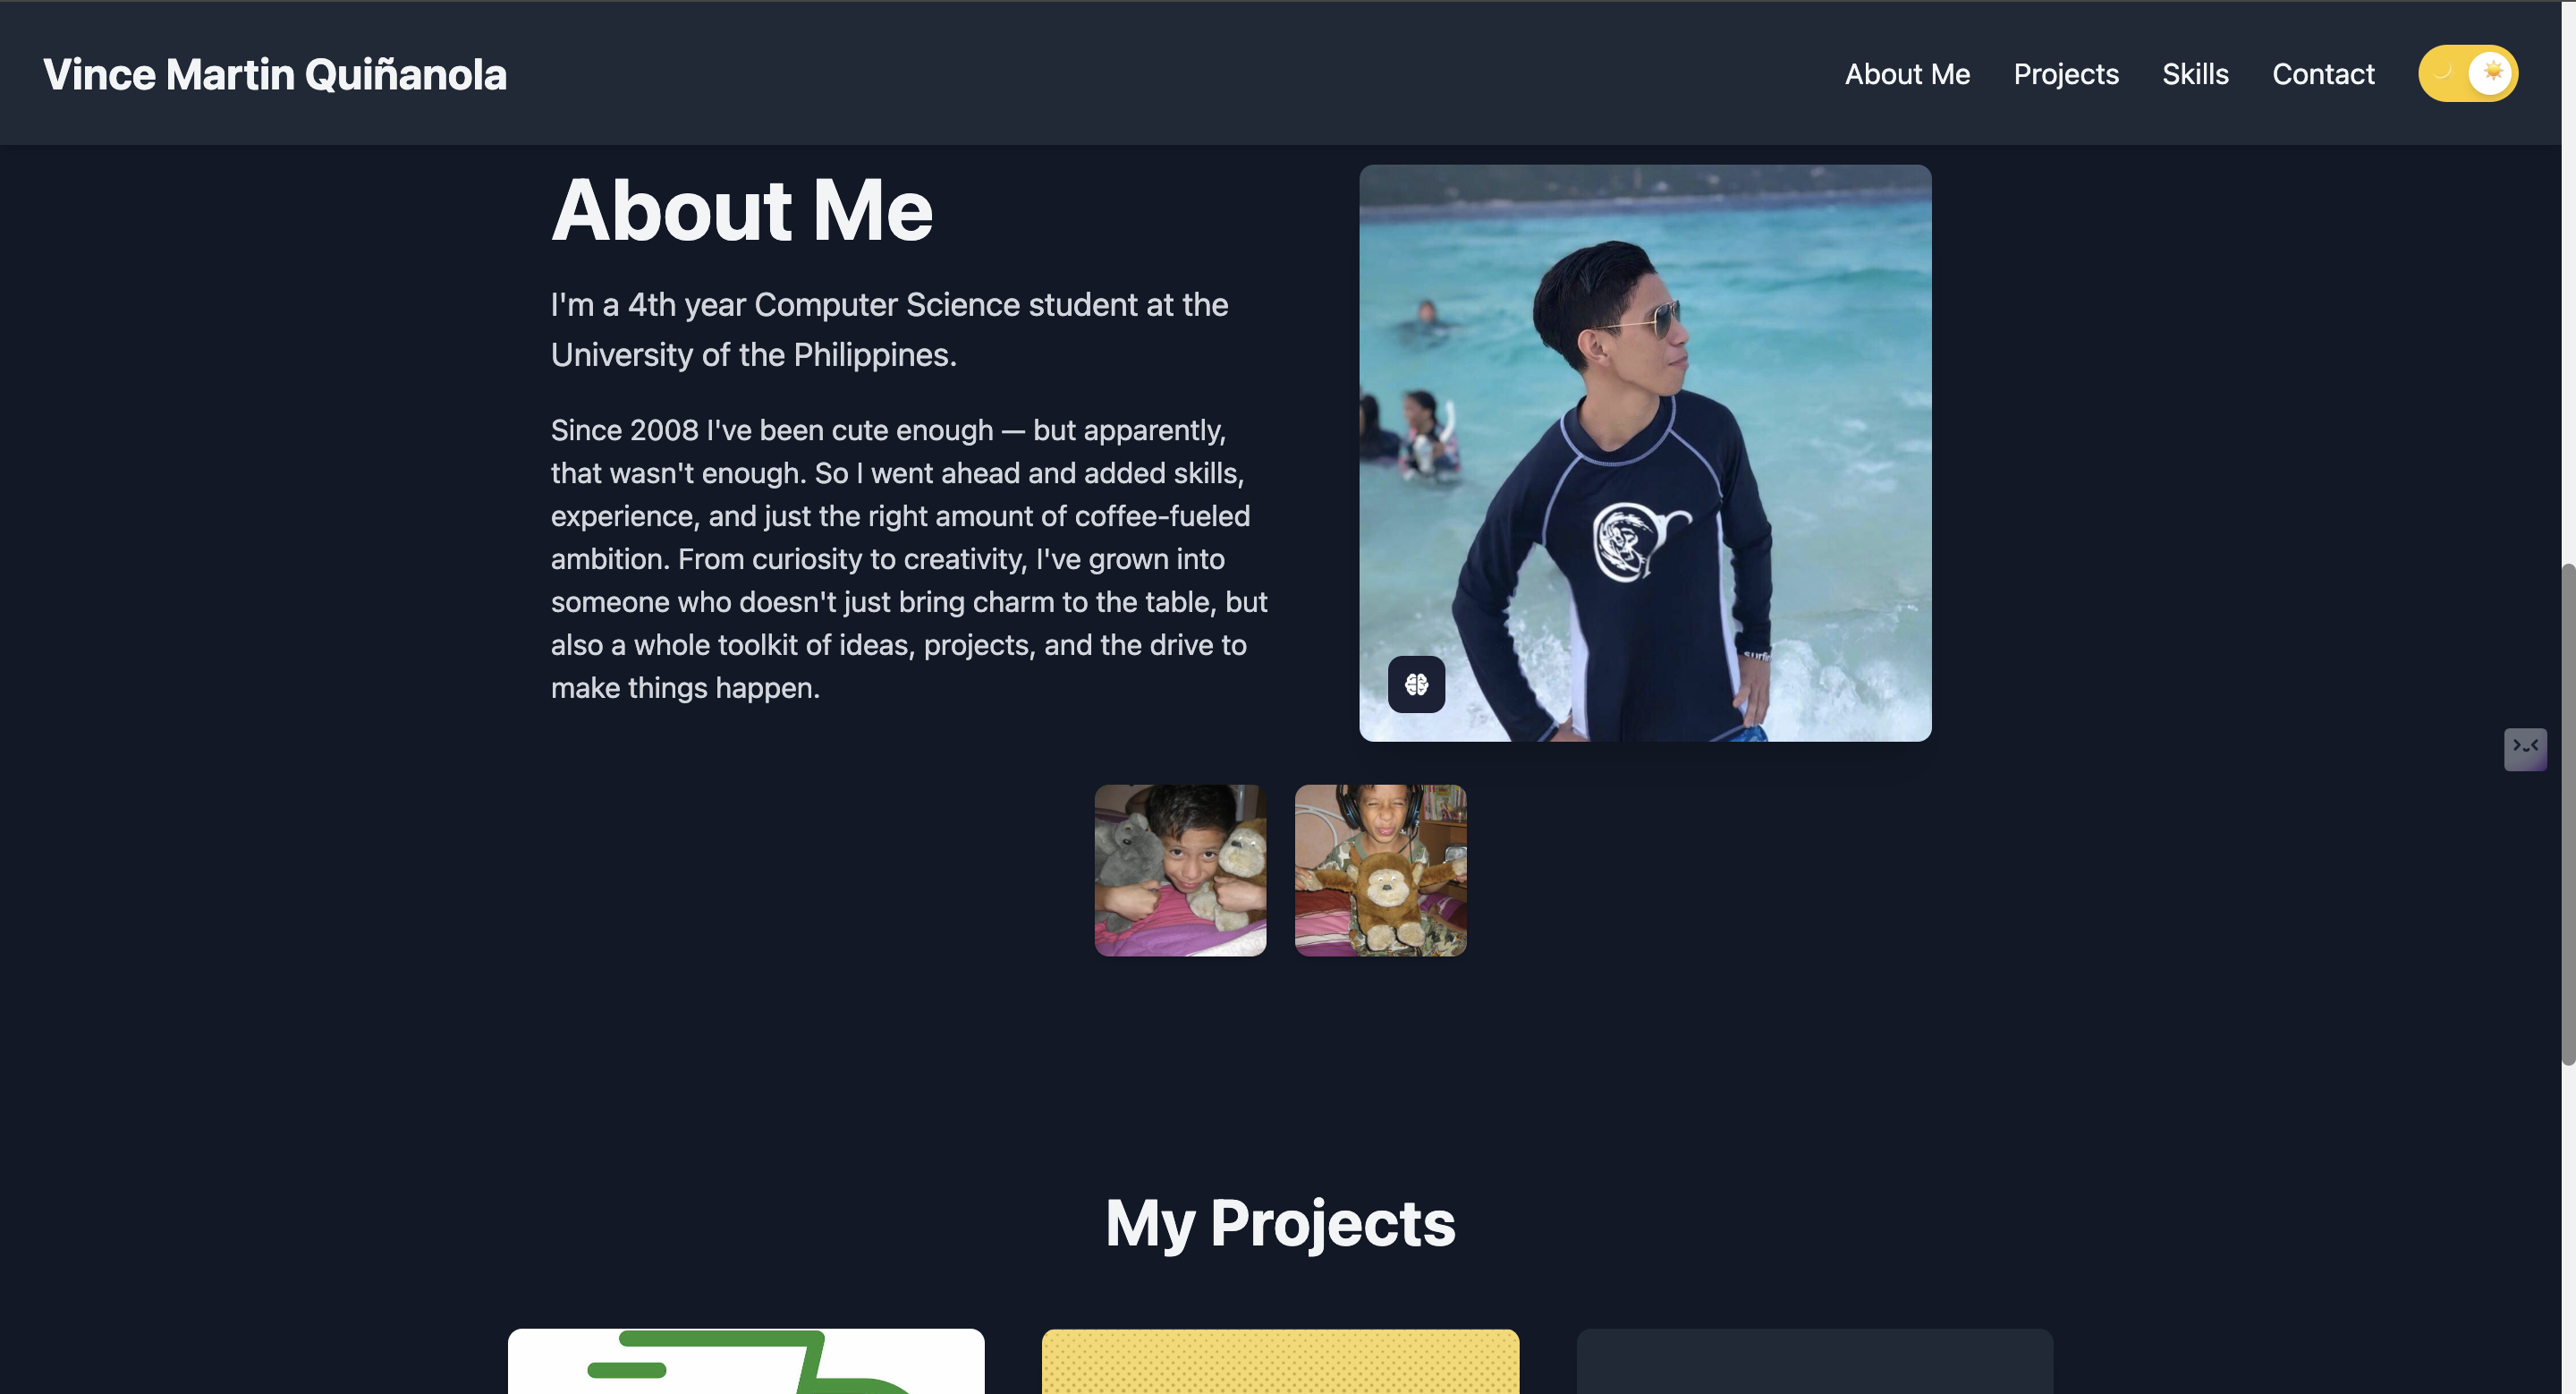 Vince Martin Quiñanola
About Me
Projects
Skills
Contact
About Me
I'm a 4th year Computer Science student at the
University of the Philippines.
Since 2008 I've been cute enough — but apparently,
that wasn't enough. So I went ahead and added skills,
experience, and just the right amount of coffee-fueled
ambition. From curiosity to creativity, I've grown into
someone who doesn't just bring charm to the table, but
also a whole toolkit of ideas, projects, and the drive to
make things happen.
My Projects